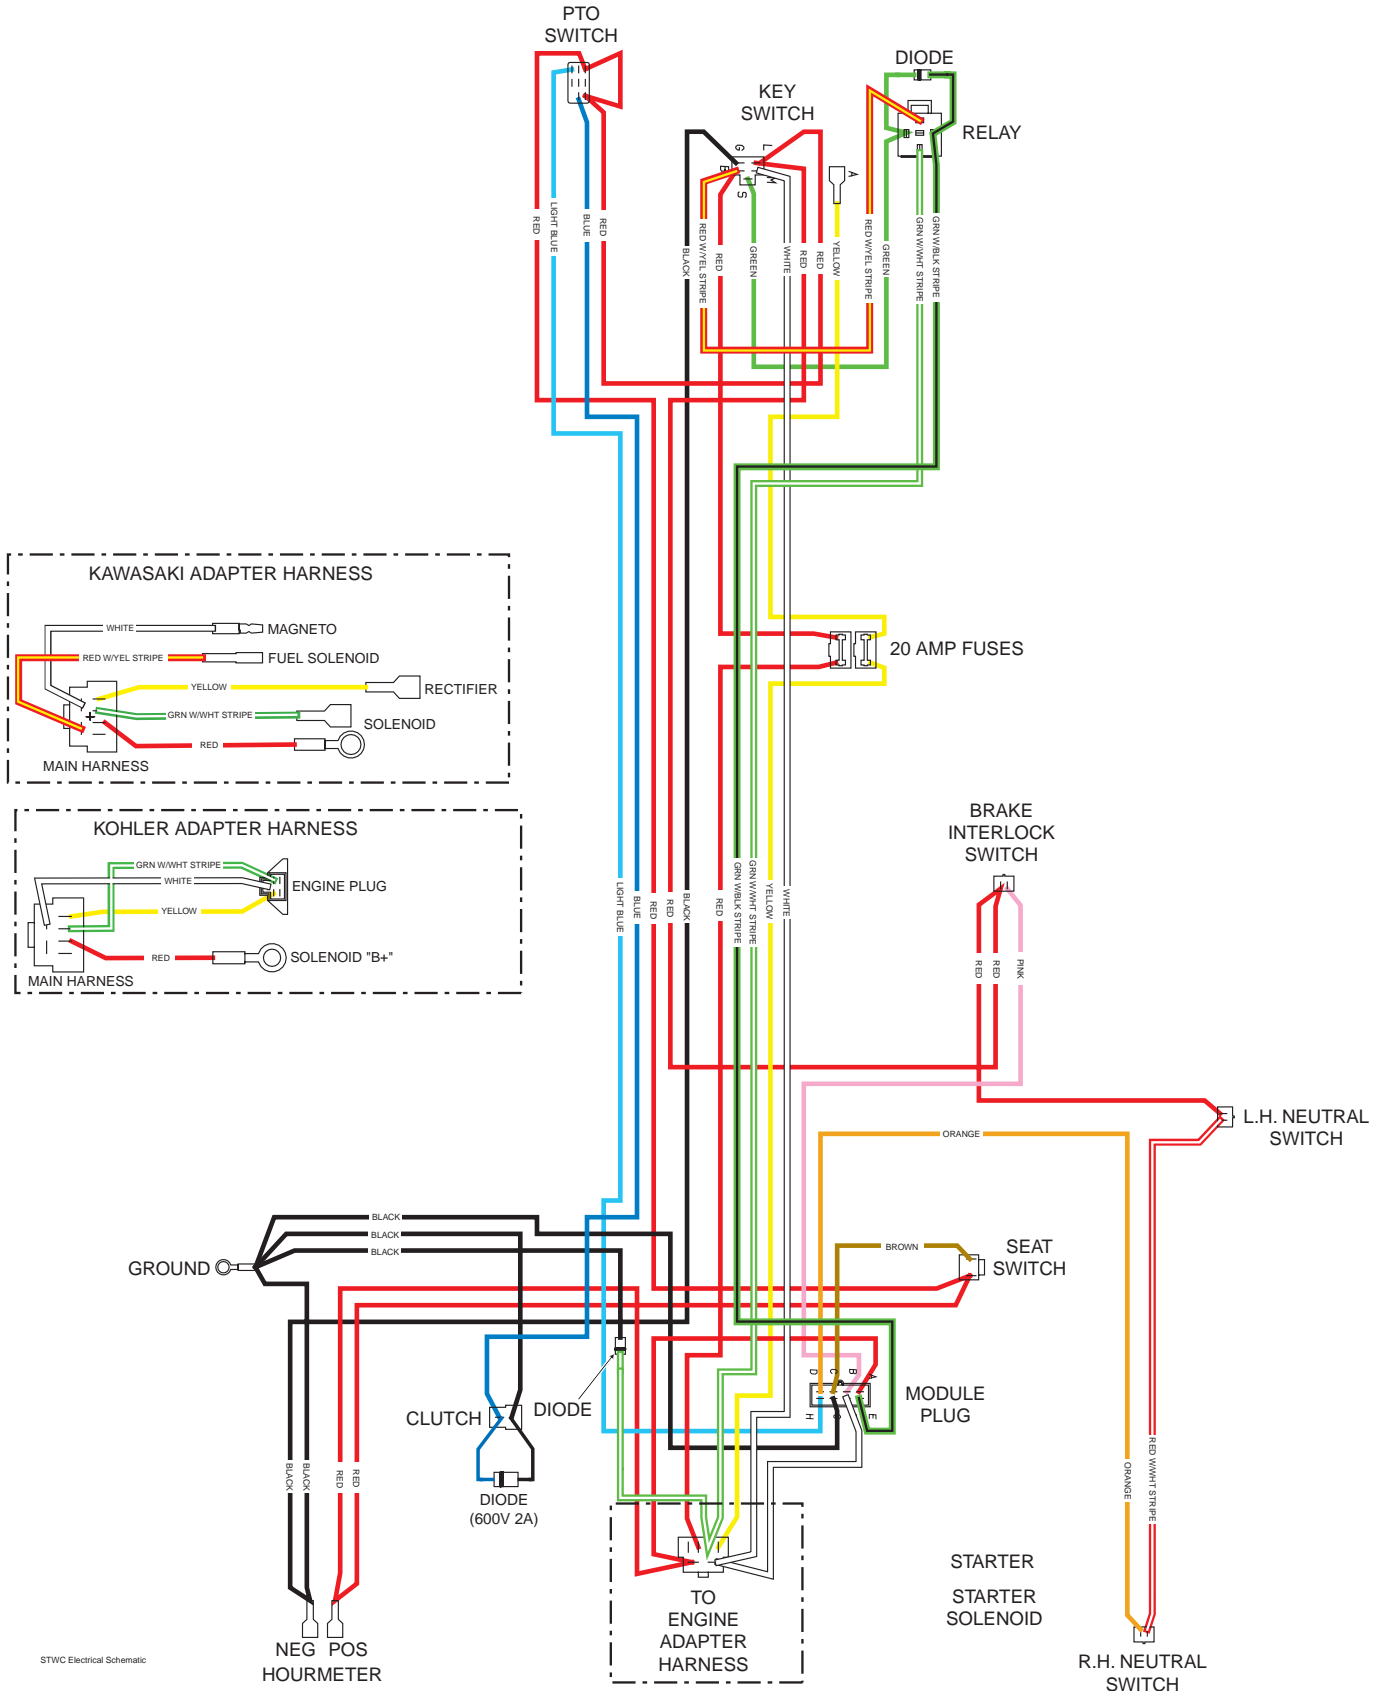 PTO
SWITCH
DIODE
KEY
SWITCH
RELAY
G
L
B
M
S
A
RED
LIGHT BLUE
BLUE
RED
BLACK
RED W/YEL STRIPE
RED
GREEN
WHITE
RED
RED
YELLOW
RED W/YEL STRIPE
GREEN
GRN W/WHT STRIPE
GRN W/BLK STRIPE
KAWASAKI ADAPTER HARNESS
WHITE
MAGNETO
RED W/YEL STRIPE
FUEL SOLENOID
YELLOW
RECTIFIER
GRN W/WHT STRIPE
SOLENOID
RED
MAIN HARNESS
20 AMP FUSES
KOHLER ADAPTER HARNESS
GRN W/WHT STRIPE
WHITE
ENGINE PLUG
YELLOW
RED
SOLENOID "B+"
MAIN HARNESS
BRAKE
INTERLOCK
SWITCH
LIGHT BLUE
BLUE
RED
RED
BLACK
RED
GRN W/BLK STRIPE
GRN W/WHT STRIPE
YELLOW
WHITE
RED
RED
PINK
L.H. NEUTRAL
SWITCH
ORANGE
BLACK
BLACK
BLACK
GROUND
BROWN
SEAT
SWITCH
D
C
B
A
H
G
E
MODULE
PLUG
CLUTCH
DIODE
DIODE
(600V 2A)
BLACK
BLACK
RED
RED
ORANGE
RED W/WHT STRIPE
STARTER
STARTER
SOLENOID
TO
ENGINE
ADAPTER
HARNESS
NEG POS
HOURMETER
R.H. NEUTRAL
SWITCH
STWC Electrical Schematic